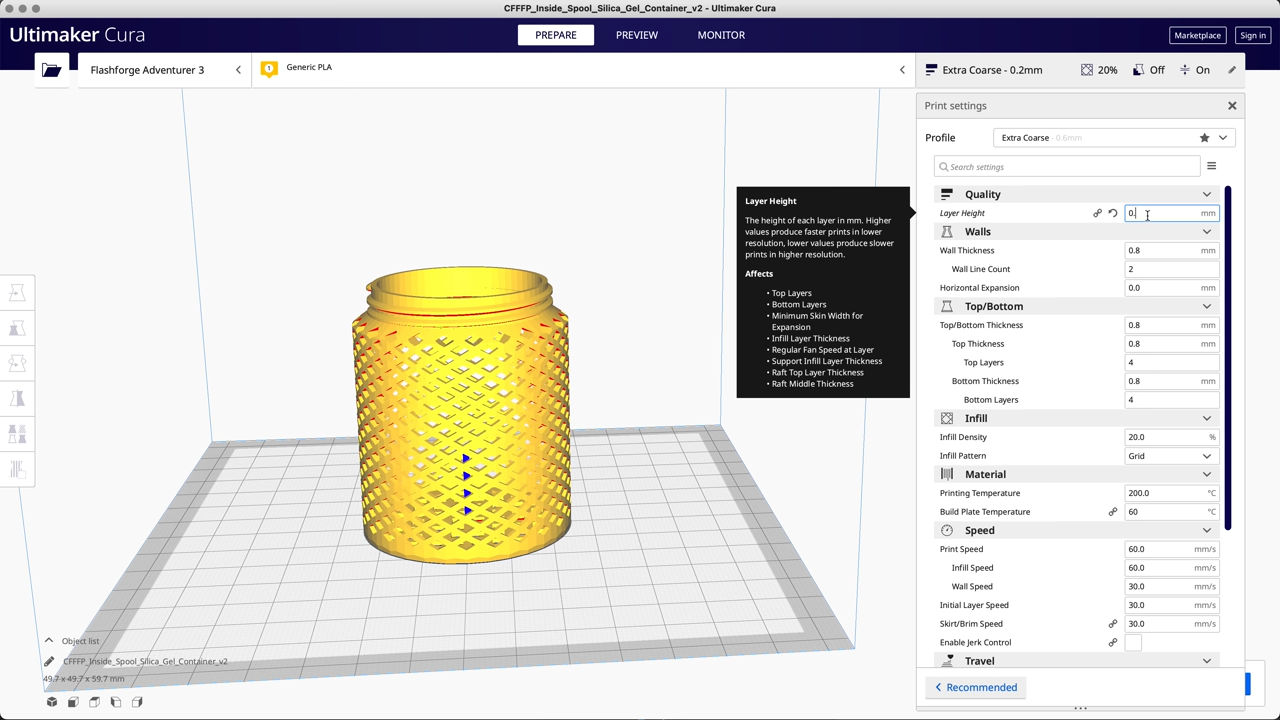 CFFFP_Inside_Spool_Silica_Gel_Container_v2 - Ultimaker Cura
Ultimaker Cura
PREPARE
PREVIEW
MONITOR
Marketplace
Sign in
Flashforge Adventurer 3
1
Generic PLA
Extra Coarse - 0.2mm
20%
Off
On
Print settings
Profile
Extra Coarse - 0.6mm
Search settings
Quality
Layer Height
0.
mm
Walls
Wall Thickness
0.8
mm
Wall Line Count
2
Horizontal Expansion
0.0
mm
Top/Bottom
Top/Bottom Thickness
0.8
mm
Top Thickness
0.8
mm
Top Layers
4
Bottom Thickness
0.8
mm
Bottom Layers
4
Infill
Infill Density
20.0
%
Infill Pattern
Grid
Material
Printing Temperature
200.0
°C
Build Plate Temperature
60
°C
Speed
Print Speed
60.0
mm/s
Infill Speed
60.0
mm/s
Wall Speed
30.0
mm/s
Initial Layer Speed
30.0
mm/s
Skirt/Brim Speed
30.0
mm/s
Enable Jerk Control
Travel
Recommended
Layer Height
The height of each layer in mm. Higher
values produce faster prints in lower
resolution, lower values produce slower
prints in higher resolution.
Affects
• Top Layers
• Bottom Layers
• Minimum Skin Width for
Expansion
• Infill Layer Thickness
• Regular Fan Speed at Layer
• Support Infill Layer Thickness
• Raft Top Layer Thickness
• Raft Middle Thickness
Object list
CFFFP_Inside_Spool_Silica_Gel_Container_v2
49.7 x 49.7 x 59.7 mm